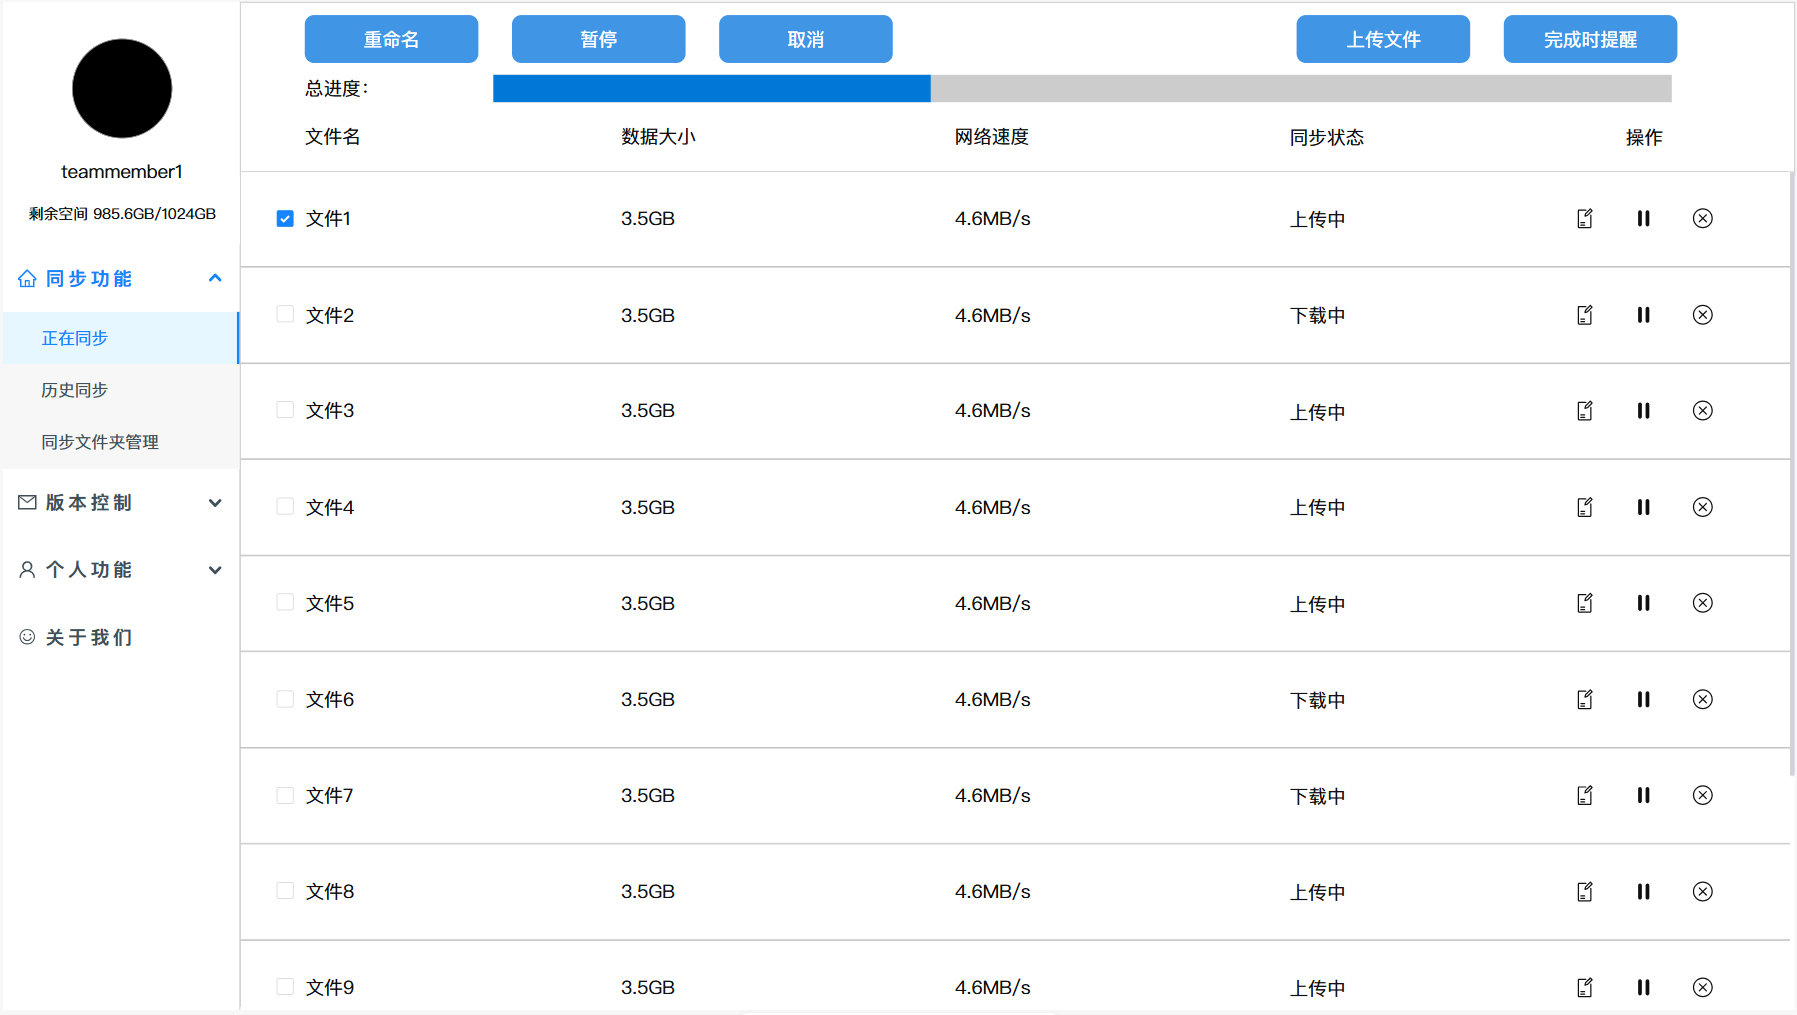 teammember1
剩余空间 985.6GB/1024GB
同步功能
正在同步
历史同步
同步文件夹管理
版本控制
个人功能
关于我们
重命名 暂停 取消 上传文件 完成时提醒
总进度：
文件名 数据大小 网络速度 同步状态 操作
文件1 3.5GB 4.6MB/s 上传中
文件2 3.5GB 4.6MB/s 下载中
文件3 3.5GB 4.6MB/s 上传中
文件4 3.5GB 4.6MB/s 上传中
文件5 3.5GB 4.6MB/s 上传中
文件6 3.5GB 4.6MB/s 下载中
文件7 3.5GB 4.6MB/s 下载中
文件8 3.5GB 4.6MB/s 上传中
文件9 3.5GB 4.6MB/s 上传中